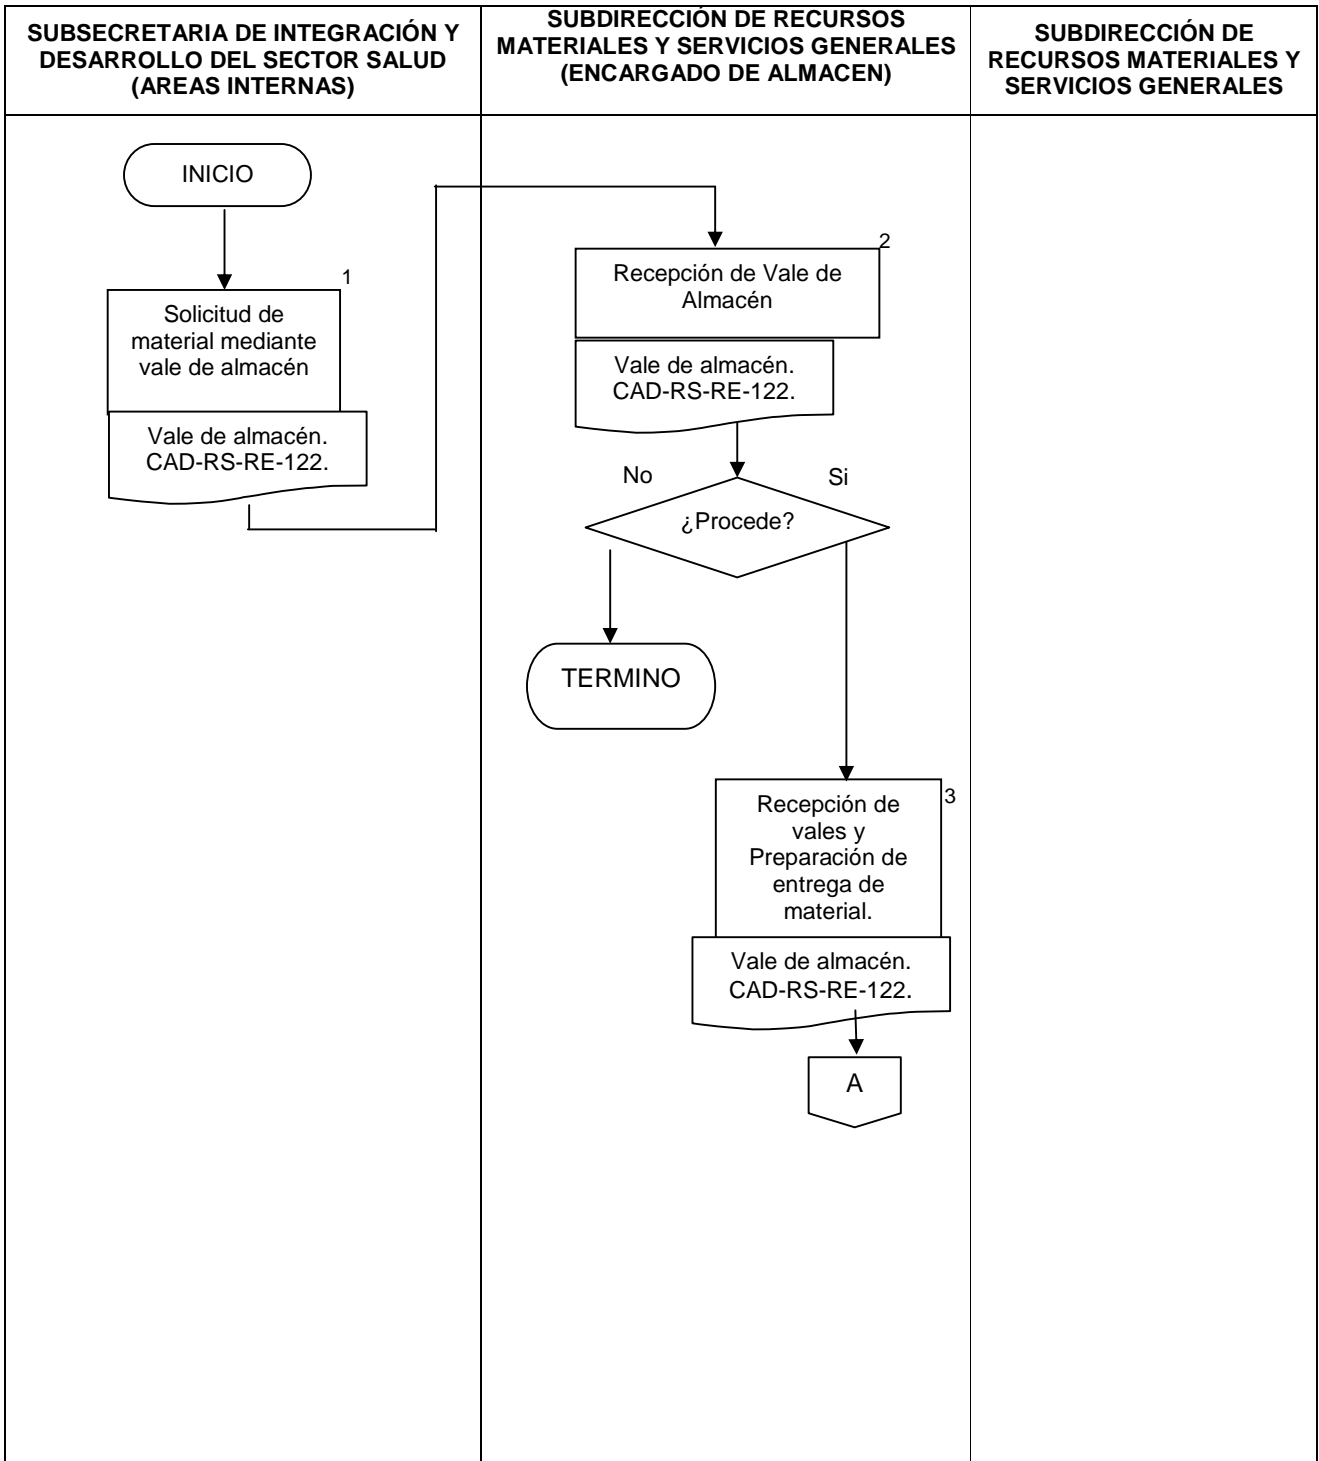 SUBSECRETARIA DE INTEGRACIÓN Y
DESARROLLO DEL SECTOR SALUD
(AREAS INTERNAS)
SUBDIRECCIÓN DE RECURSOS
MATERIALES Y SERVICIOS GENERALES
(ENCARGADO DE ALMACEN)
SUBDIRECCIÓN DE
RECURSOS MATERIALES Y
SERVICIOS GENERALES
INICIO
1
Solicitud de
material mediante
vale de almacén
Vale de almacén.
CAD-RS-RE-122.
2
Recepción de Vale de
Almacén
Vale de almacén.
CAD-RS-RE-122.
No
Si
¿Procede?
TERMINO
3
Recepción de
vales y
Preparación de
entrega de
material.
Vale de almacén.
CAD-RS-RE-122.
A